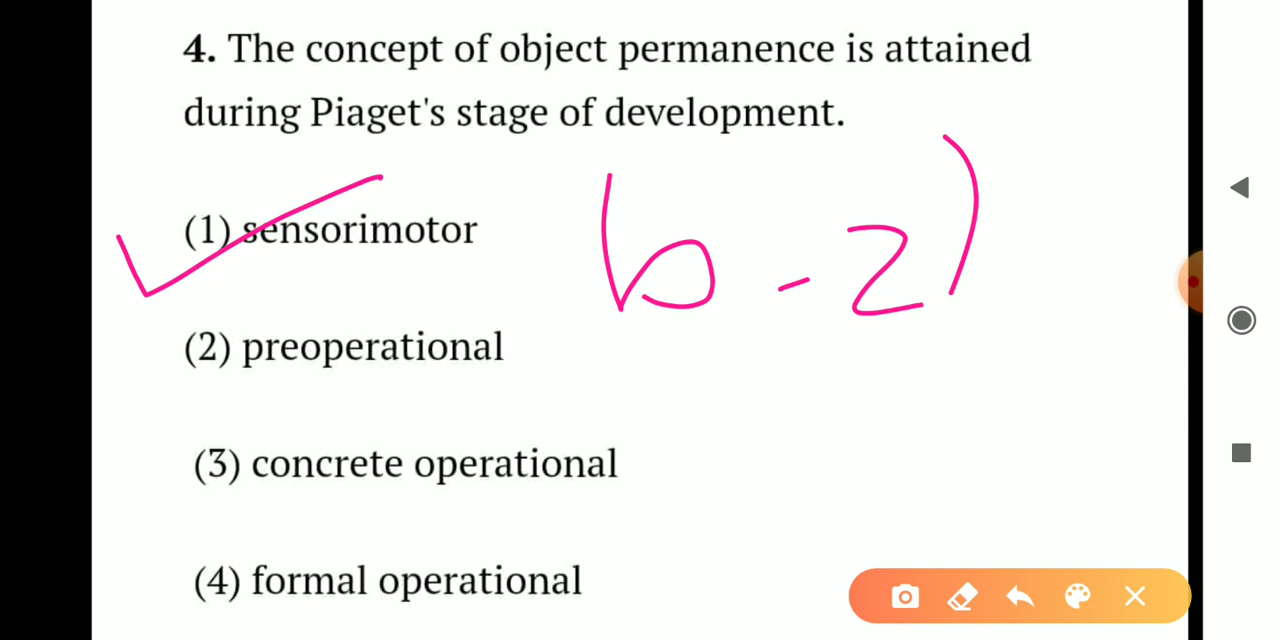 4. The concept of object permanence is attained
during Piaget's stage of development.
(1) sensorimotor
(b - 2)
(2) preoperational
(3) concrete operational
(4) formal operational